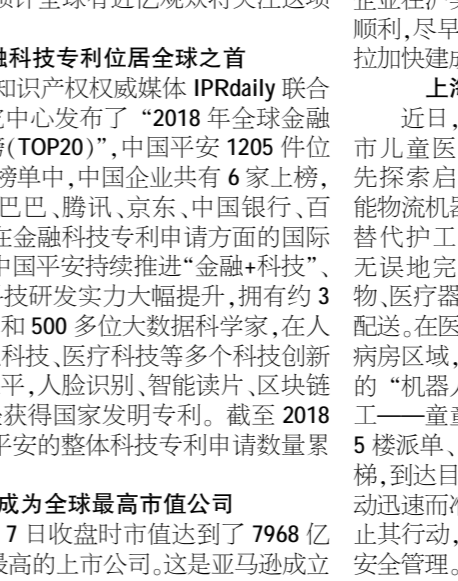 预计全球有近亿观众将关注这项
融科技专利位居全球之首
知识产权权威媒体 IPRdaily 联合
究中心发布了“2018 年全球金融
榜(TOP20)”,中国平安 1205 件位
榜单中,中国企业共有 6 家上榜,
巴巴、腾讯、京东、中国银行、百
在金融科技专利申请方面的国际
中国平安持续推进“金融+科技”、
科技研发实力大幅提升,拥有约 3
和 500 多位大数据科学家,在人
科技、医疗科技等多个科技创新
平,人脸识别、智能读片、区块链
获得国家发明专利。截至 2018
平安的整体科技专利申请数量累
成为全球最高市值公司
7 日收盘时市值达到了 7968 亿
最高的上市公司。这是亚马逊成立
企业在沪
顺利,尽早
拉加快建成
上海
近日,
市儿童医
先探索启
能物流机器
替代护工
无误地完
物、医疗器
配送。在医
病房区域,
的“机器人
工——童童
5 楼派单、
梯,到达目
动迅速而准
止其行动,
安全管理。